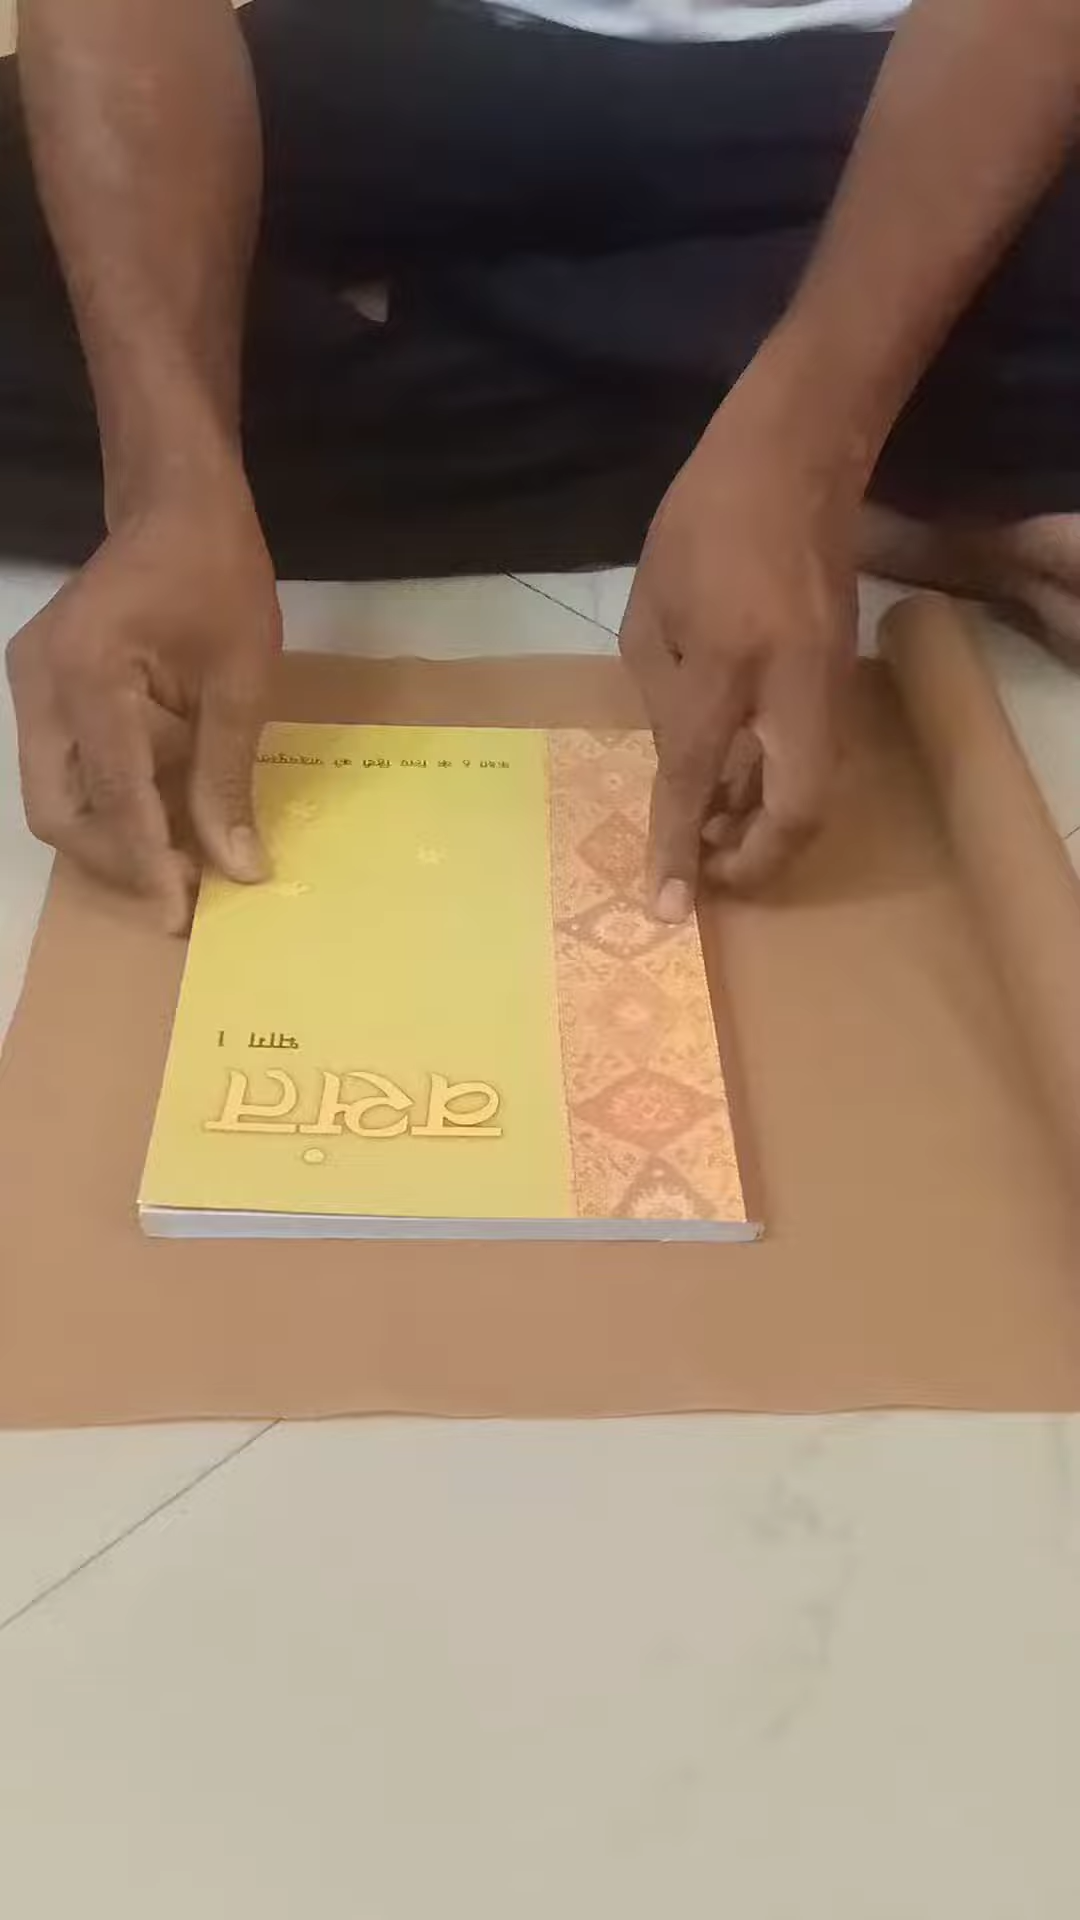 वसंत
भाग 1
कक्षा 6 के लिए हिंदी की पाठ्यपुस्तक